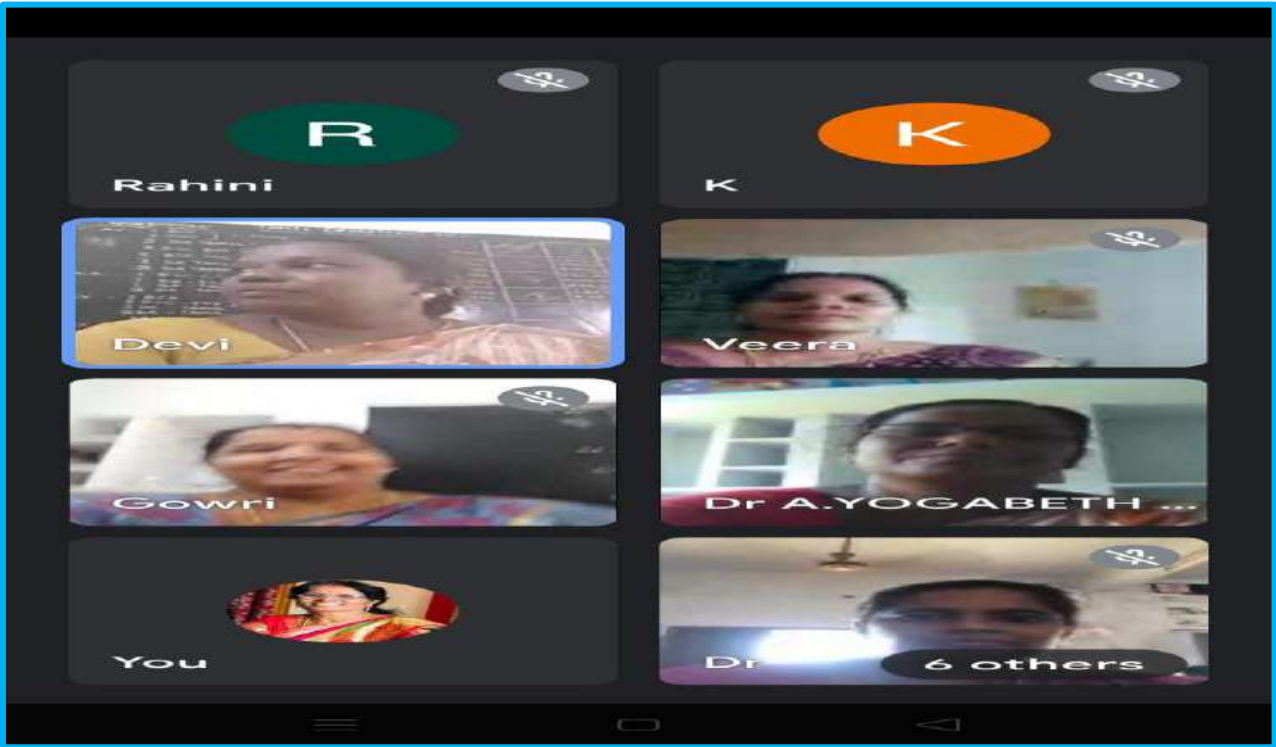 R
Rahini
K
K
Devi
Veera
Gowri
Dr A.YOGABETH ...
You
Dr
6 others